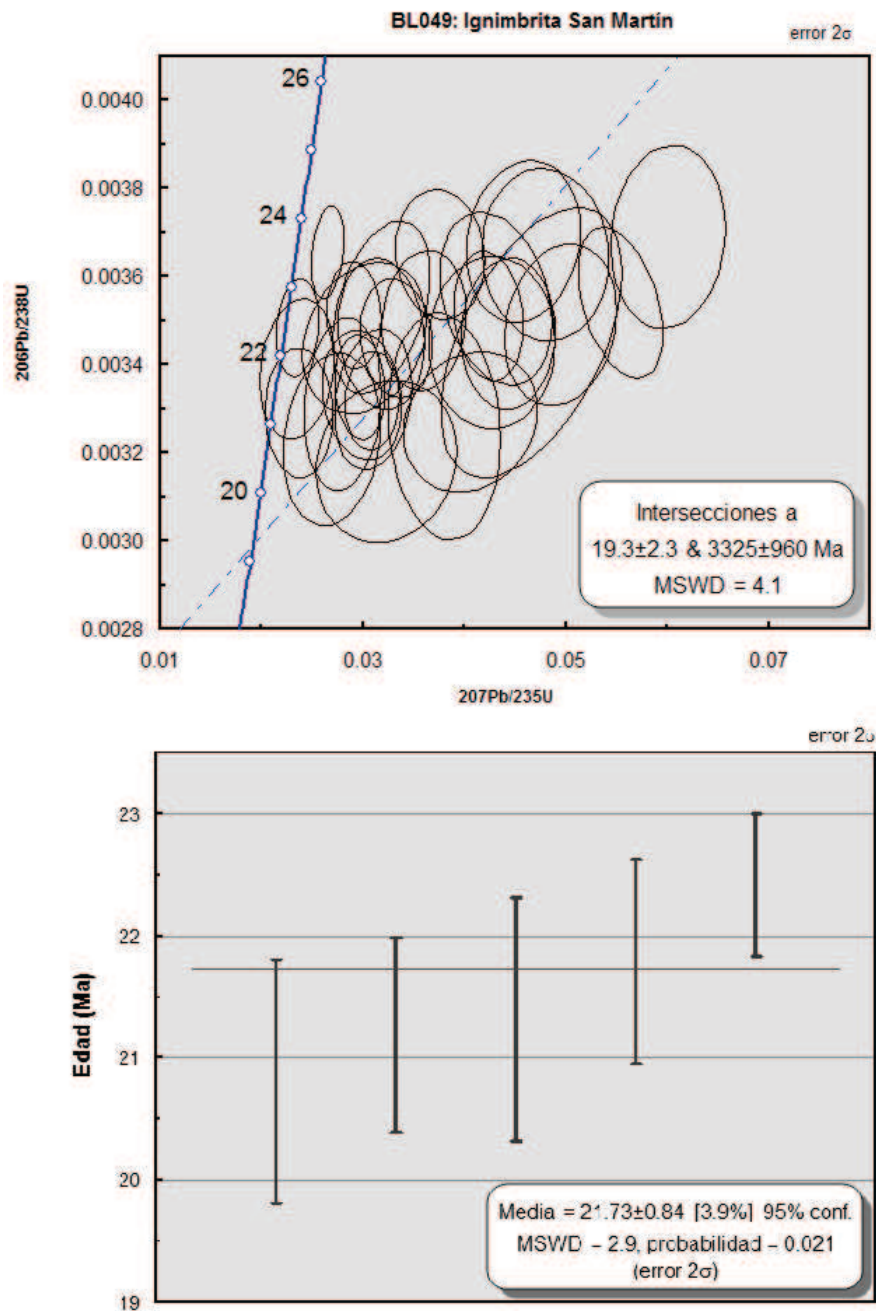 BL049: Ignimbrita San Martín
error 2σ
206Pb/238U
0.0040
0.0038
0.0036
0.0034
0.0032
0.0030
0.0028
26
24
22
20
Intersecciones a
19.3±2.3 & 3325±960 Ma
MSWD = 4.1
0.01
0.03
0.05
0.07
207Pb/235U
error 2σ
Edad (Ma)
23
22
21
20
19
Media = 21.73±0.84 [3.9%] 95% conf.
MSWD = 2.9, probabilidad = 0.021
(error 2σ)